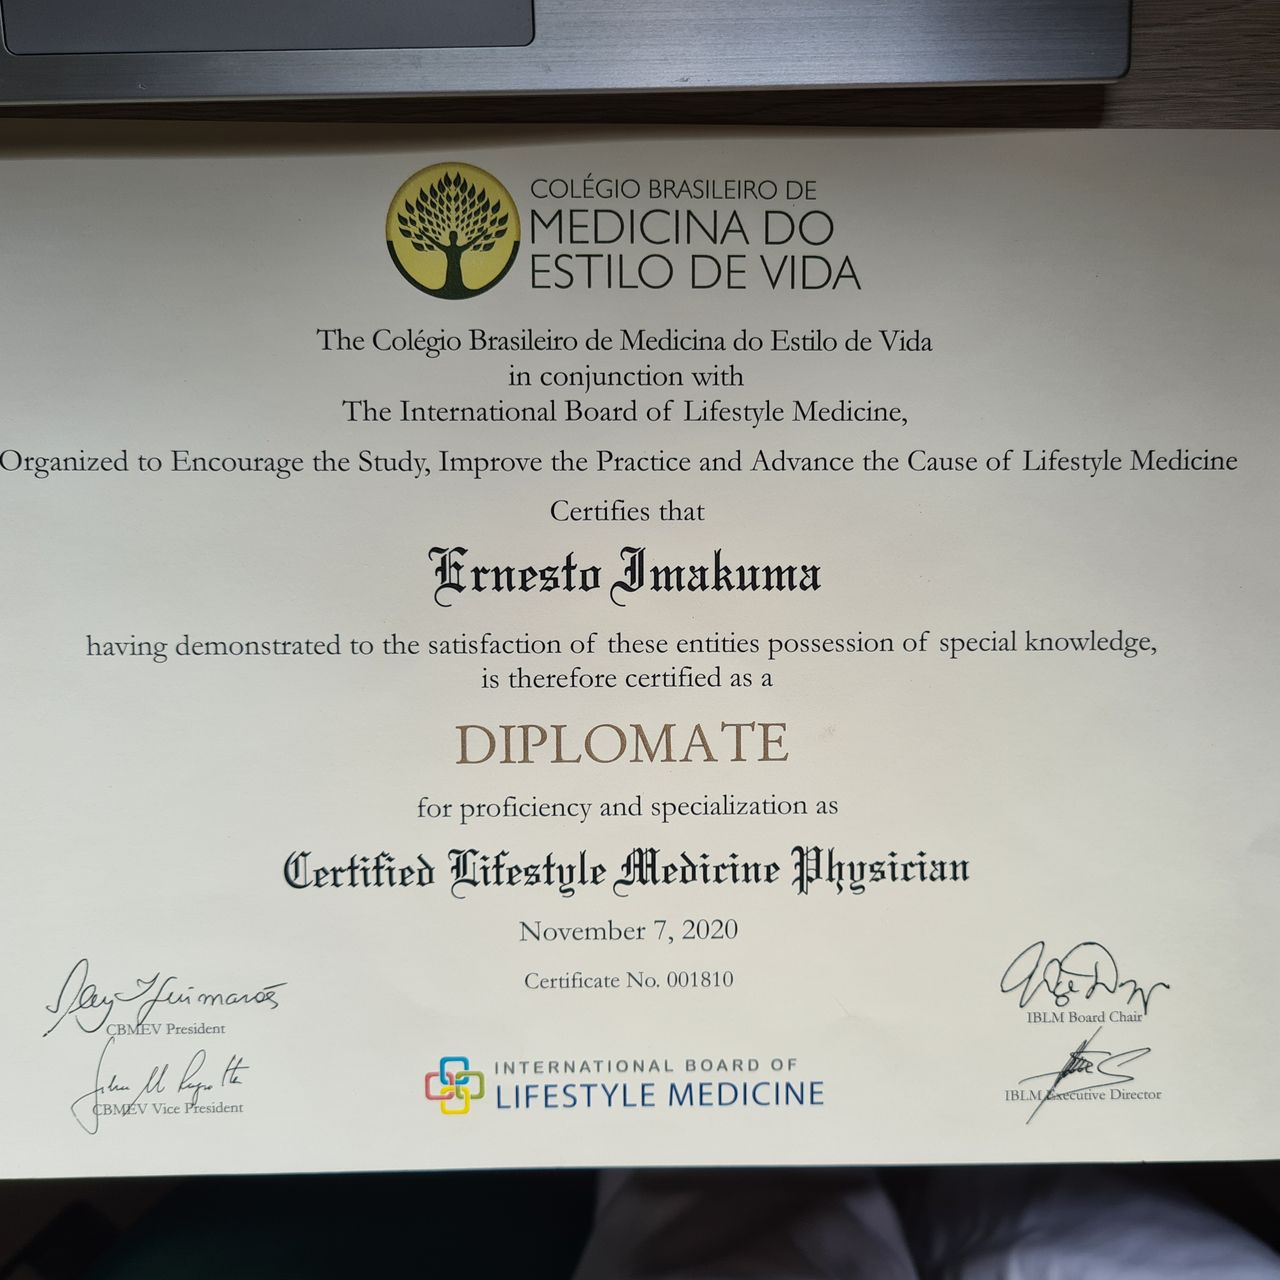 COLÉGIO BRASILEIRO DE
MEDICINA DO
ESTILO DE VIDA
The Colégio Brasileiro de Medicina do Estilo de Vida
in conjunction with
The International Board of Lifestyle Medicine,
Organized to Encourage the Study, Improve the Practice and Advance the Cause of Lifestyle Medicine
Certifies that
Ernesto Imakuma
having demonstrated to the satisfaction of these entities possession of special knowledge,
is therefore certified as a
DIPLOMATE
for proficiency and specialization as
Certified Lifestyle Medicine Physician
November 7, 2020
Certificate No. 001810
Guimarães
CBMEV President
CBMEV Vice President
IBLM Board Chair
IBLM Executive Director
INTERNATIONAL BOARD OF
LIFESTYLE MEDICINE